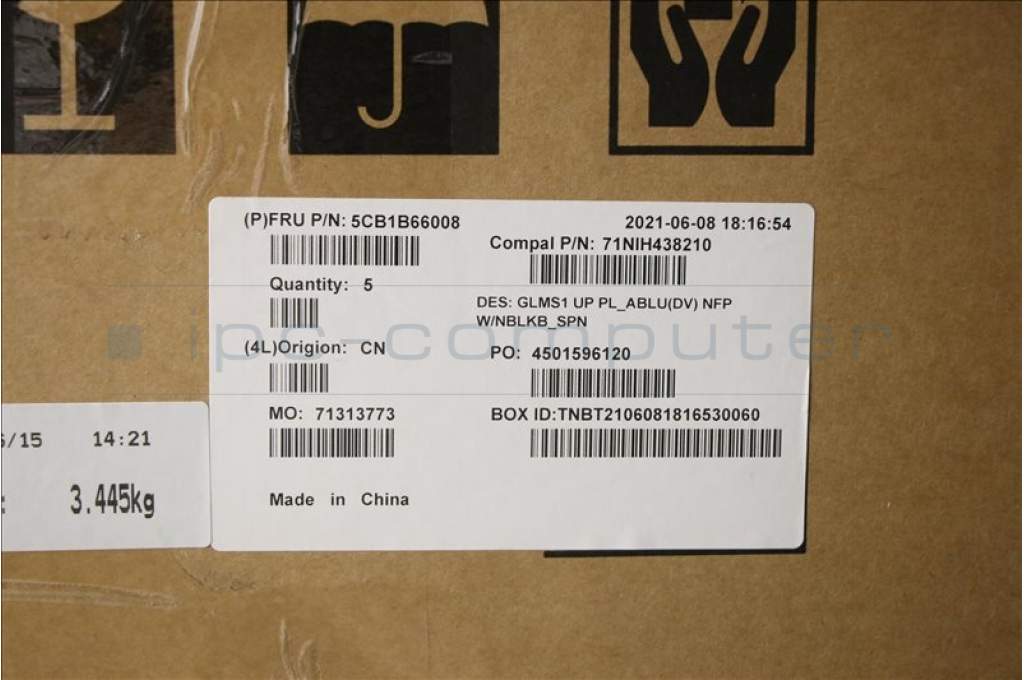 (P)FRU P/N: 5CB1B66008
2021-06-08 18:16:54
Compal P/N: 71NIH438210
Quantity: 5
DES: GLMS1 UP PL_ABLU(DV) NFP
W/NBLKB_SPN
ipc-computer
(4L)Origion: CN
PO: 4501596120
MO: 71313773
BOX ID:TNBT2106081816530060
/15 14:21
3.445kg
Made in China